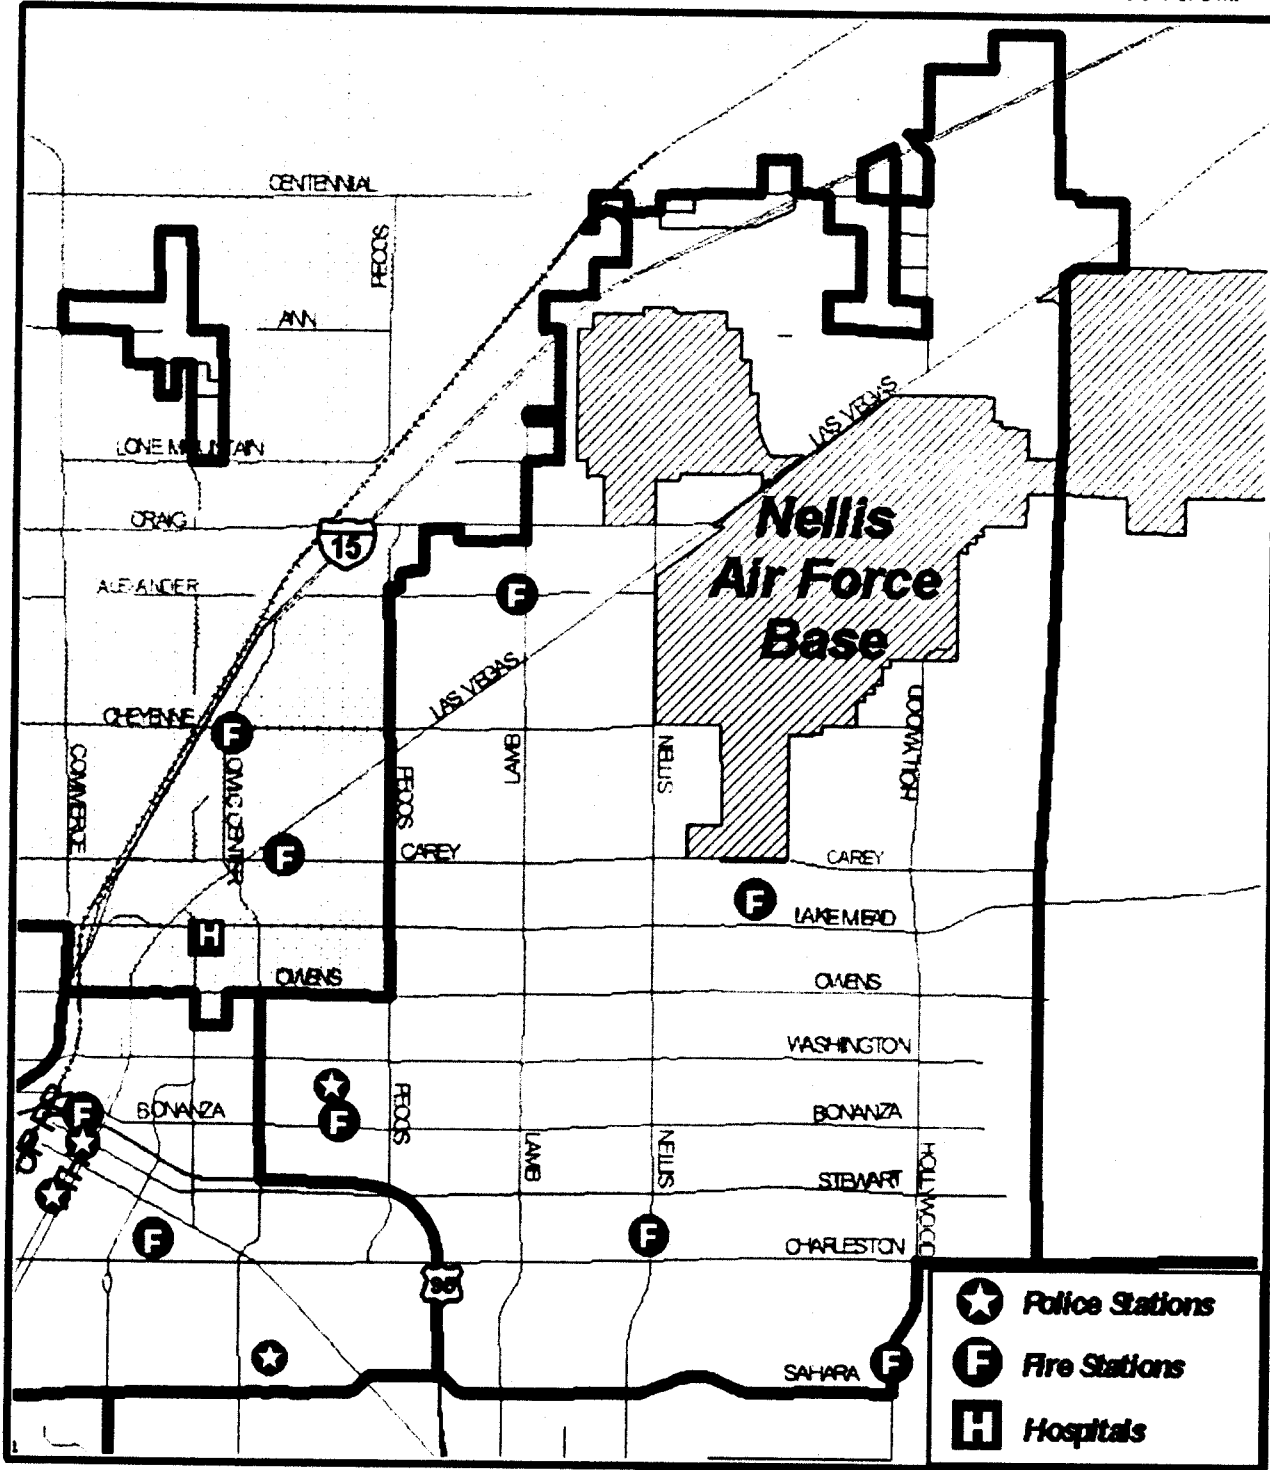 CENTENNIAL
PECOS
ANN
LAS VEGAS
LONE MOUNTAIN
CRAIG
15
Nellis
Air Force
Base
ALEXANDER
F
LAS VEGAS
CHEYENNE
F
COMMERCE
CIVIC CENTER
PECOS
LAMB
NELLIS
HOLLYWOOD
F
CAREY
CAREY
F
LAKE MEAD
H
OWENS
OWENS
WASHINGTON
F
BONANZA
F
PECOS
BONANZA
LAMB
NELLIS
HOLLYWOOD
STEWART
F
F
CHARLESTON
95
Police Stations
SAHARA
F
F Fire Stations
H Hospitals